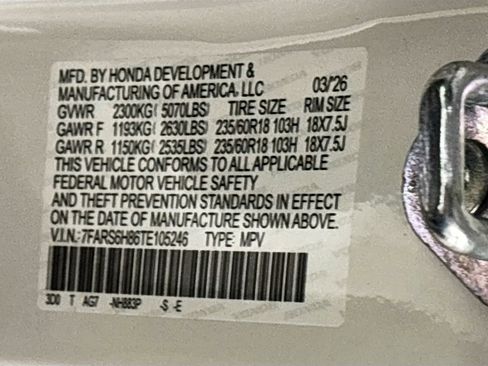 MFD. BY HONDA DEVELOPMENT &
MANUFACTURING OF AMERICA, LLC 03/26
GVWR 2300KG( 5070LBS) TIRE SIZE RIM SIZE
GAWR F 1193KG( 2630LBS) 235/60R18 103H 18X7.5J
GAWR R 1150KG( 2535LBS) 235/60R18 103H 18X7.5J
THIS VEHICLE CONFORMS TO ALL APPLICABLE
FEDERAL MOTOR VEHICLE SAFETY
AND THEFT PREVENTION STANDARDS IN EFFECT
ON THE DATE OF MANUFACTURE SHOWN ABOVE.
V.I.N.:7FARS6H86TE105246 TYPE: MPV
3D0 T AG7 -NH883P -S -E